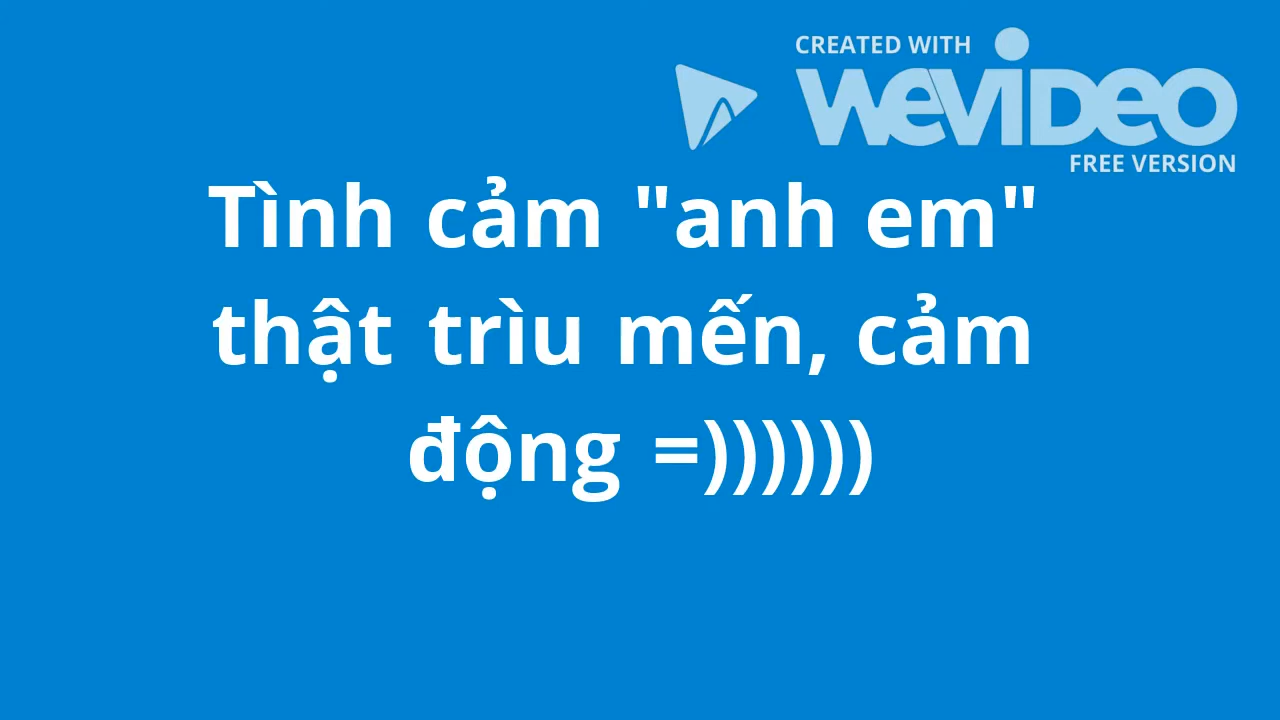 CREATED WITH
WEVIDEO
FREE VERSION
Tình cảm "anh em"
thật trìu mến, cảm
động =))))))